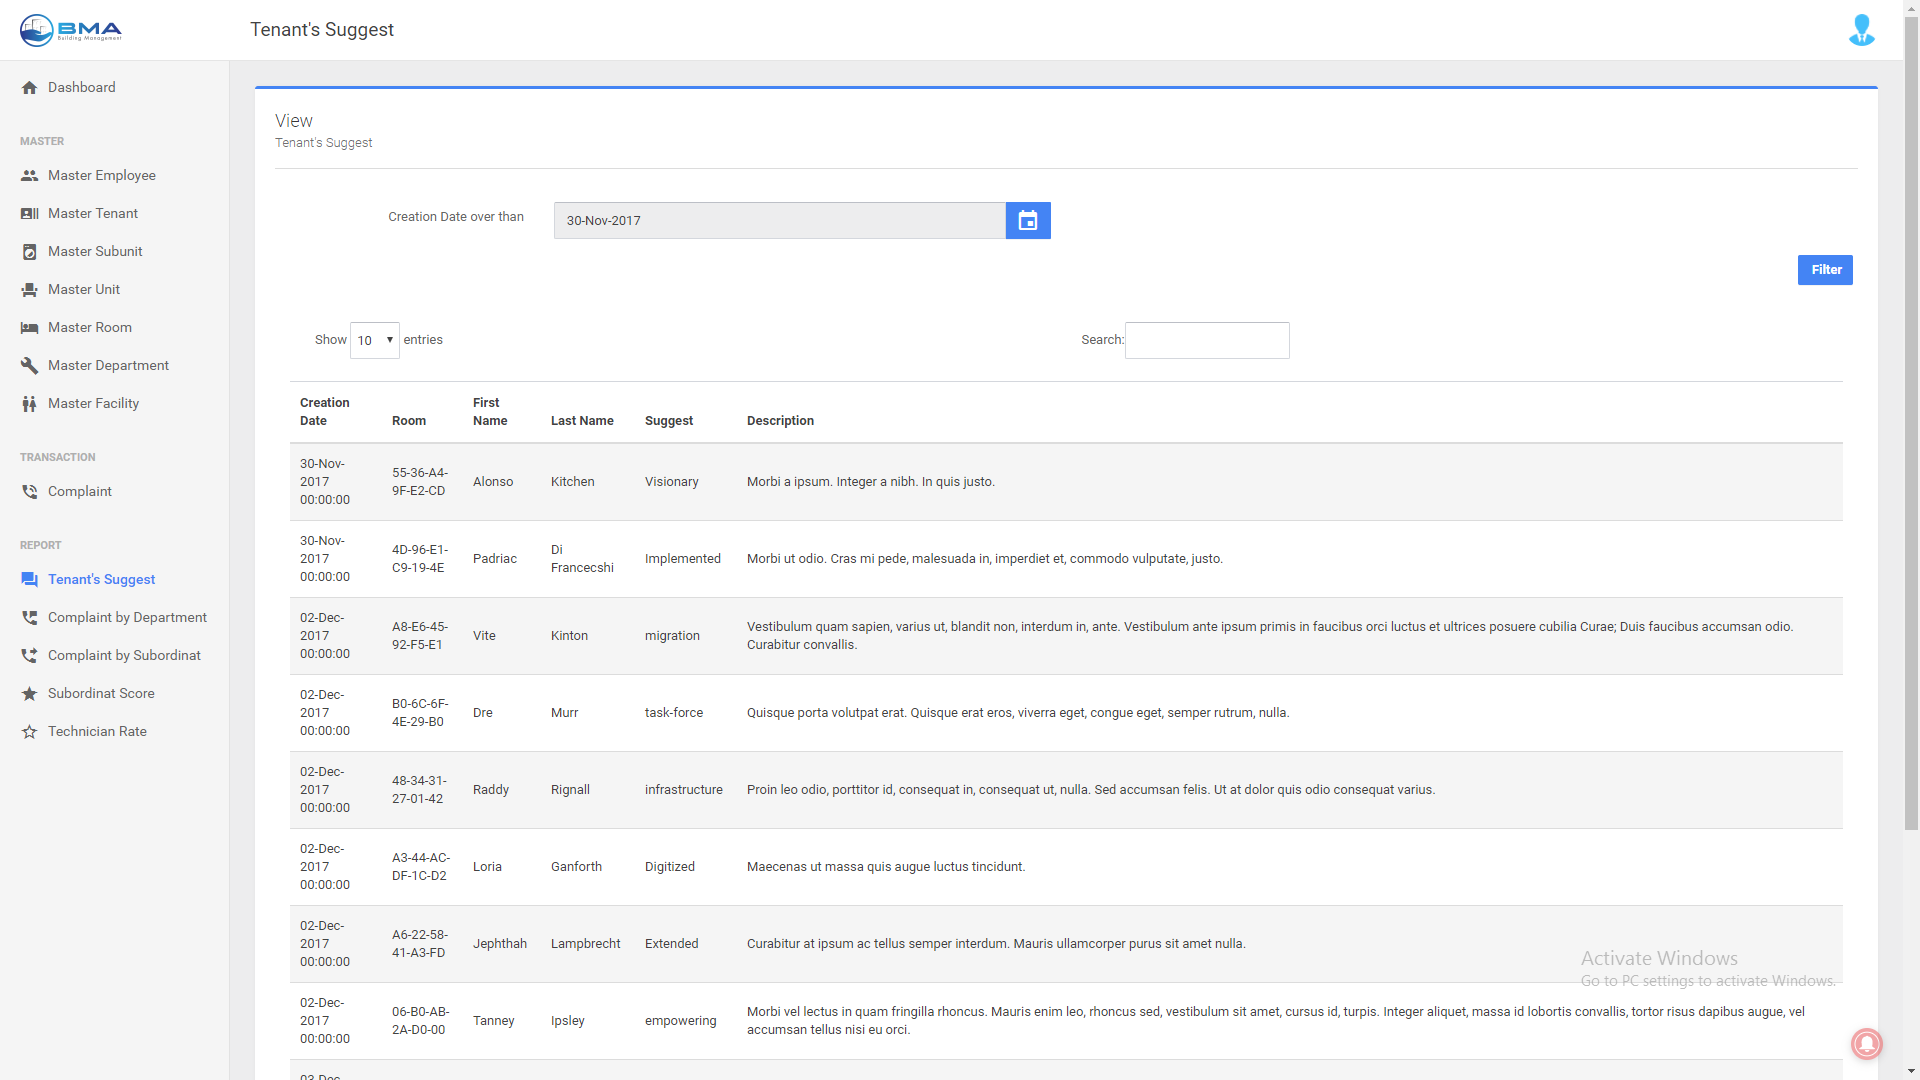 BMA
Building Management
Tenant's Suggest
Dashboard
MASTER
Master Employee
Master Tenant
Master Subunit
Master Unit
Master Room
Master Department
Master Facility
TRANSACTION
Complaint
REPORT
Tenant's Suggest
Complaint by Department
Complaint by Subordinat
Subordinat Score
Technician Rate
View
Tenant's Suggest
Creation Date over than 30-Nov-2017
Filter
Show 10 entries Search:
Creation
Date Room First
Name Last Name Suggest Description
30-Nov-
2017
00:00:00
55-36-A4-
9F-E2-CD
Alonso Kitchen Visionary Morbi a ipsum. Integer a nibh. In quis justo.
30-Nov-
2017
00:00:00
4D-96-E1-
C9-19-4E
Padriac
Di
Francecshi
Implemented Morbi ut odio. Cras mi pede, malesuada in, imperdiet et, commodo vulputate, justo.
02-Dec-
2017
00:00:00
A8-E6-45-
92-F5-E1
Vite Kinton migration
Vestibulum quam sapien, varius ut, blandit non, interdum in, ante. Vestibulum ante ipsum primis in faucibus orci luctus et ultrices posuere cubilia Curae; Duis faucibus accumsan odio.
Curabitur convallis.
02-Dec-
2017
00:00:00
B0-6C-6F-
4E-29-B0
Dre Murr task-force Quisque porta volutpat erat. Quisque erat eros, viverra eget, congue eget, semper rutrum, nulla.
02-Dec-
2017
00:00:00
48-34-31-
27-01-42
Raddy Rignall infrastructure Proin leo odio, porttitor id, consequat in, consequat ut, nulla. Sed accumsan felis. Ut at dolor quis odio consequat varius.
02-Dec-
2017
00:00:00
A3-44-AC-
DF-1C-D2
Loria Ganforth Digitized Maecenas ut massa quis augue luctus tincidunt.
02-Dec-
2017
00:00:00
A6-22-58-
41-A3-FD
Jephthah Lampbrecht Extended Curabitur at ipsum ac tellus semper interdum. Mauris ullamcorper purus sit amet nulla.
02-Dec-
2017
00:00:00
06-B0-AB-
2A-D0-00
Tanney Ipsley empowering
Morbi vel lectus in quam fringilla rhoncus. Mauris enim leo, rhoncus sed, vestibulum sit amet, cursus id, turpis. Integer aliquet, massa id lobortis convallis, tortor risus dapibus augue, vel
accumsan tellus nisi eu orci.
03-Dec-
Activate Windows
Go to PC settings to activate Windows.